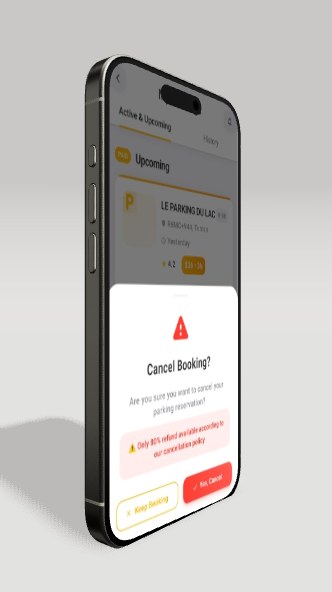 Active & Upcoming
History
Upcoming
P
LE PARKING DU LAC
Yesterday
4.2
Cancel Booking?
Are you sure you want to cancel your
parking reservation?
⚠ Only 80% refund available according to
our cancellation policy
× Keep Booking
✓ Yes, Cancel